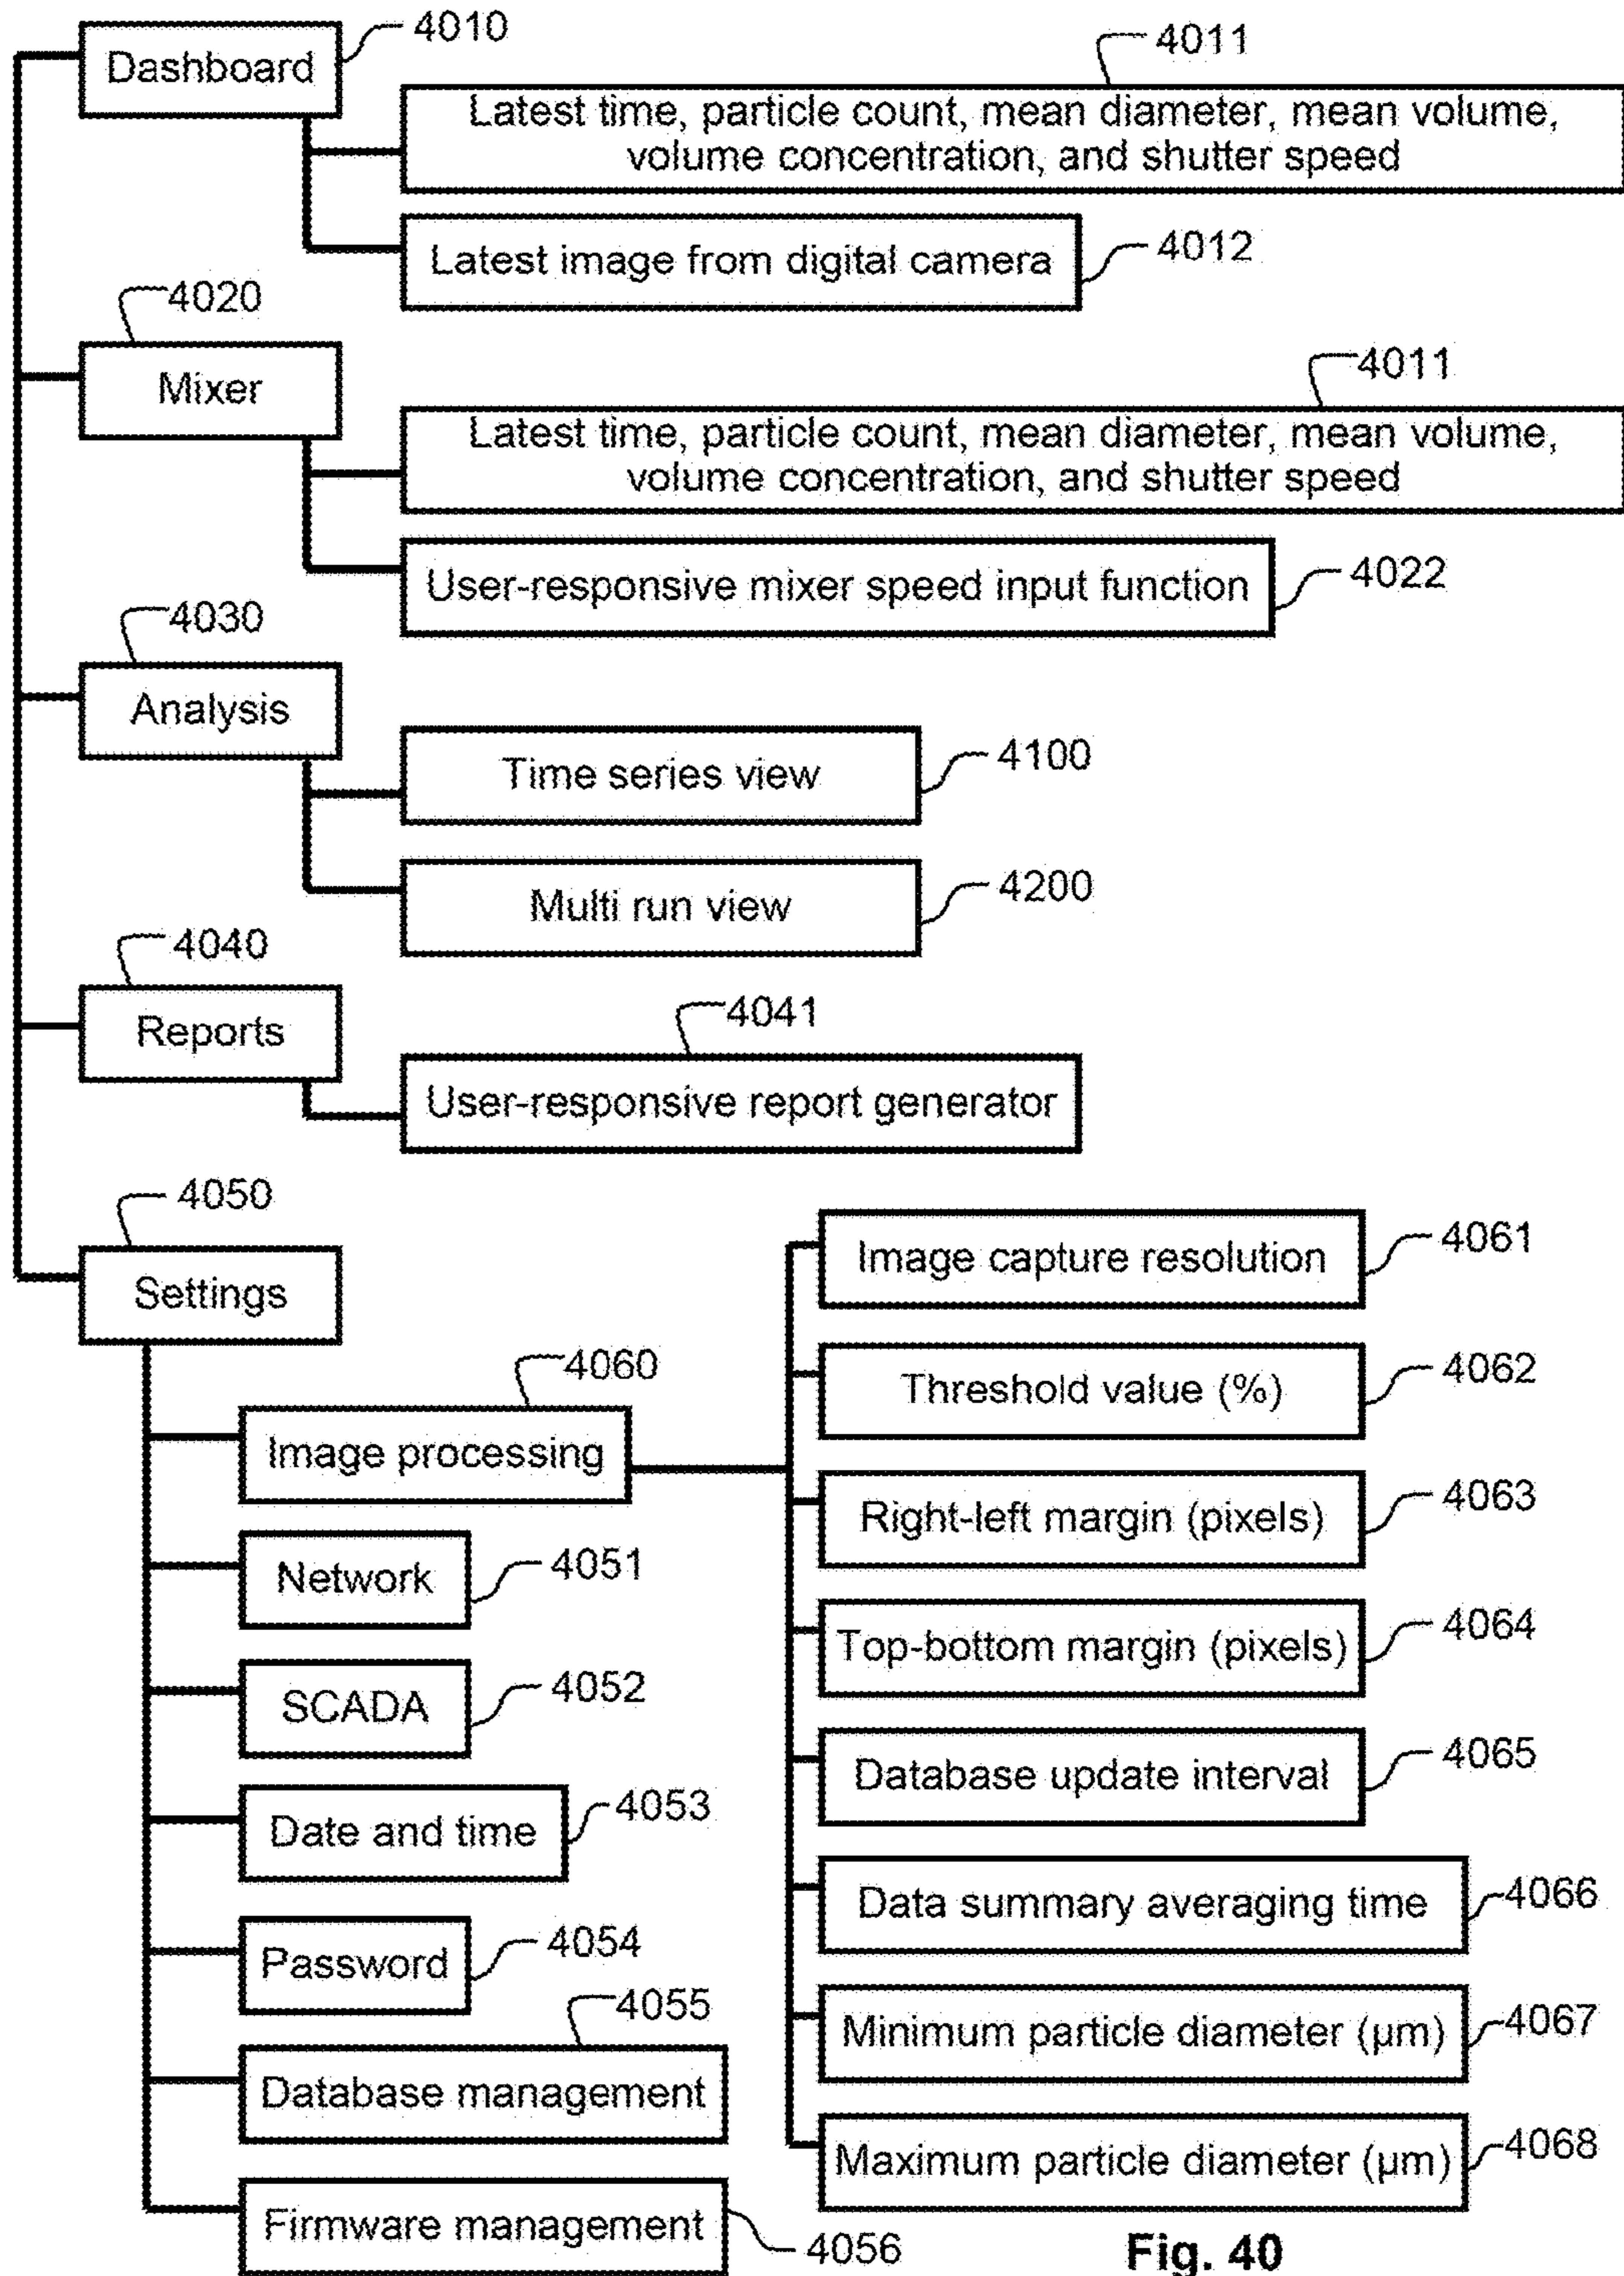 4010
Dashboard
4011
Latest time, particle count, mean diameter, mean volume,
volume concentration, and shutter speed
Latest image from digital camera
4012
4020
Mixer
4011
Latest time, particle count, mean diameter, mean volume,
volume concentration, and shutter speed
User-responsive mixer speed input function
4022
4030
Analysis
Time series view
4100
Multi run view
4200
4040
Reports
4041
User-responsive report generator
4050
Settings
4060
Image processing
Network
4051
SCADA
4052
Date and time
4053
Password
4054
4055
Database management
Firmware management
4056
Image capture resolution
4061
Threshold value (%)
4062
Right-left margin (pixels)
4063
Top-bottom margin (pixels)
4064
Database update interval
4065
Data summary averaging time
4066
Minimum particle diameter (μm)
4067
Maximum particle diameter (μm)
4068
Fig. 40